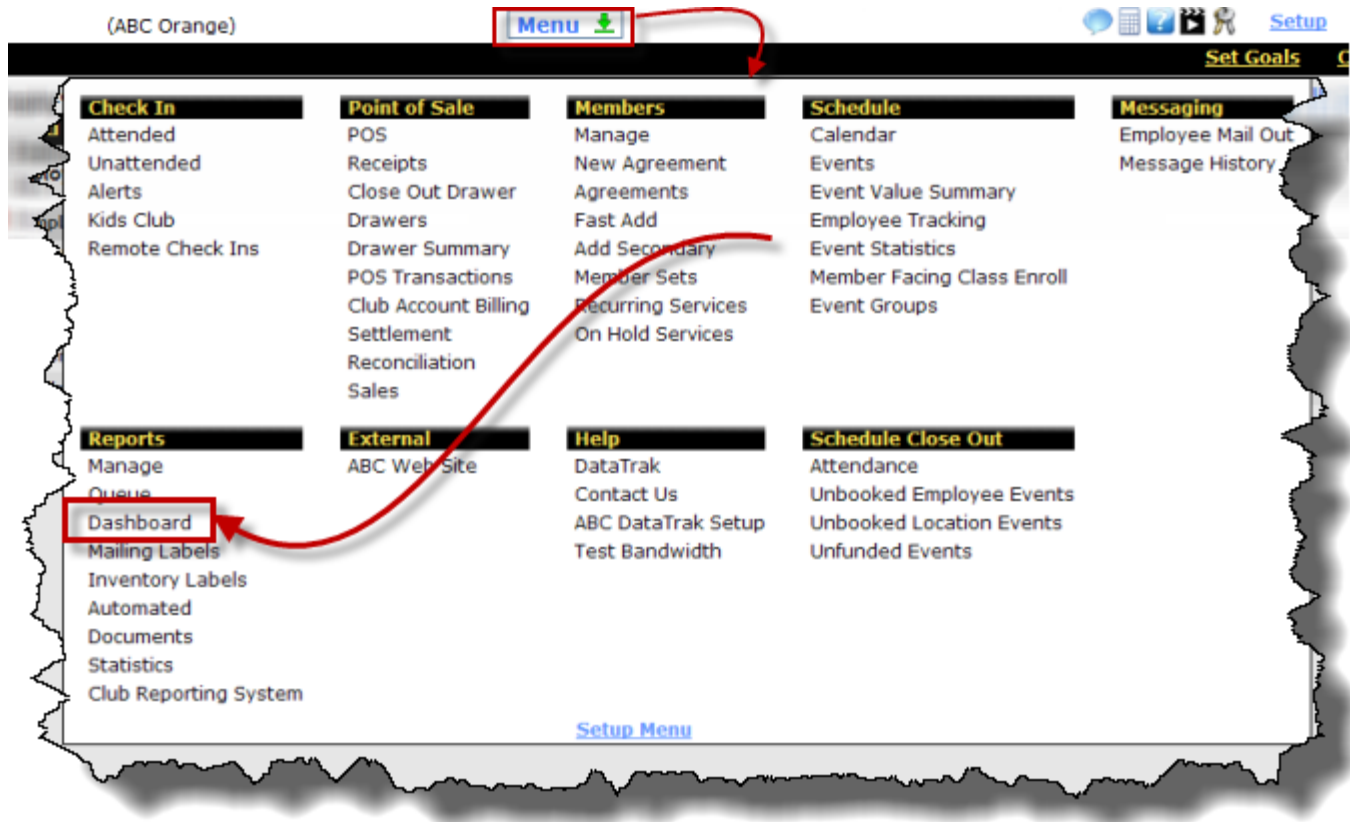 (ABC Orange)
Menu
Setup
Set Goals
Check In
Attended
Unattended
Alerts
Kids Club
Remote Check Ins
Point of Sale
POS
Receipts
Close Out Drawer
Drawers
Drawer Summary
POS Transactions
Club Account Billing
Settlement
Reconciliation
Sales
Members
Manage
New Agreement
Agreements
Fast Add
Add Secondary
Member Sets
Recurring Services
On Hold Services
Schedule
Calendar
Events
Event Value Summary
Employee Tracking
Event Statistics
Member Facing Class Enroll
Event Groups
Messaging
Employee Mail Out
Message History
Reports
Manage
Queue
Dashboard
Mailing Labels
Inventory Labels
Automated
Documents
Statistics
Club Reporting System
External
ABC Web Site
Help
DataTrak
Contact Us
ABC DataTrak Setup
Test Bandwidth
Schedule Close Out
Attendance
Unbooked Employee Events
Unbooked Location Events
Unfunded Events
Setup Menu